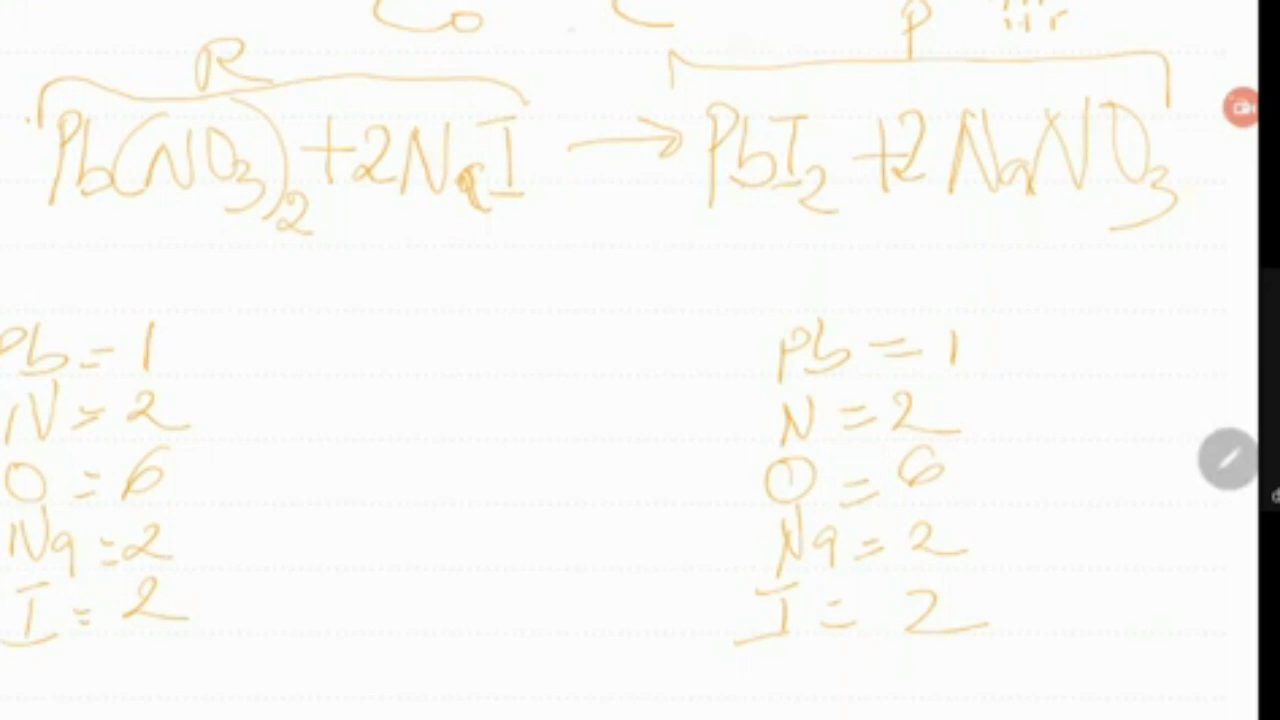 R P
Pb(NO3)2 + 2NaI → PbI2 + 2NaNO3
Pb = 1 Pb = 1
N = 2 N = 2
O = 6 O = 6
Na = 2 Na = 2
I = 2 I = 2